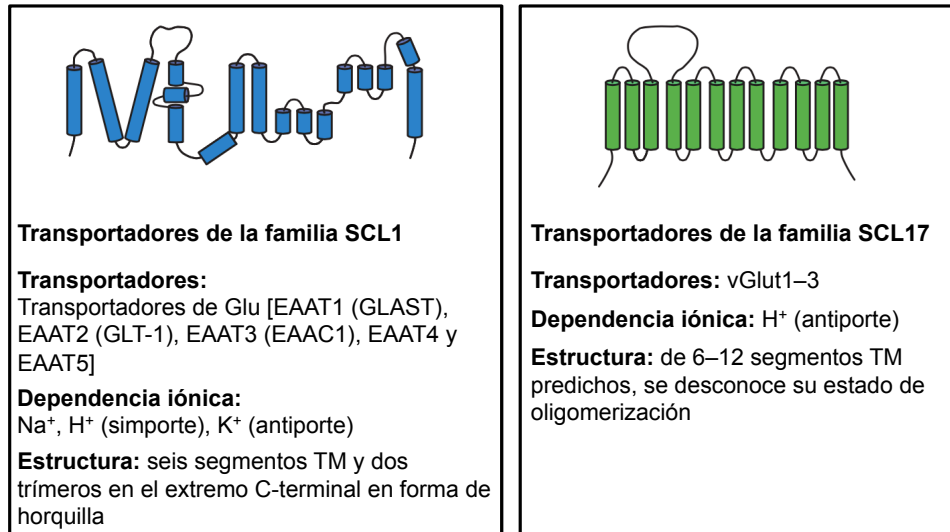 Transportadores de la familia SCL1
Transportadores:
Transportadores de Glu [EAAT1 (GLAST),
EAAT2 (GLT-1), EAAT3 (EAAC1), EAAT4 y
EAAT5]
Dependencia iónica:
Na⁺, H⁺ (simporte), K⁺ (antiporte)
Estructura: seis segmentos TM y dos
trímeros en el extremo C-terminal en forma de
horquilla
Transportadores de la familia SCL17
Transportadores: vGlut1–3
Dependencia iónica: H⁺ (antiporte)
Estructura: de 6–12 segmentos TM
predichos, se desconoce su estado de
oligomerización